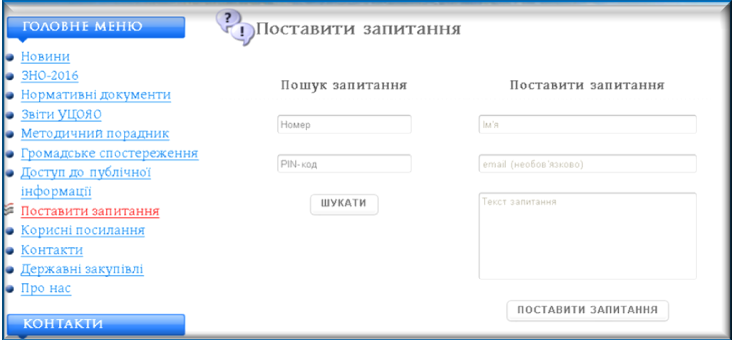 ГОЛОВНЕ МЕНЮ
Новини
ЗНО-2016
Нормативні документи
Звіти УЦОЯО
Методичний порадник
Громадське спостереження
Доступ до публічної
інформації
Поставити запитання
Корисні посилання
Контакти
Державні закупівлі
Про нас
КОНТАКТИ
Поставити запитання
Пошук запитання
Номер
PIN-код
ШУКАТИ
Поставити запитання
Ім'я
email (необов'язково)
Текст запитання
ПОСТАВИТИ ЗАПИТАННЯ